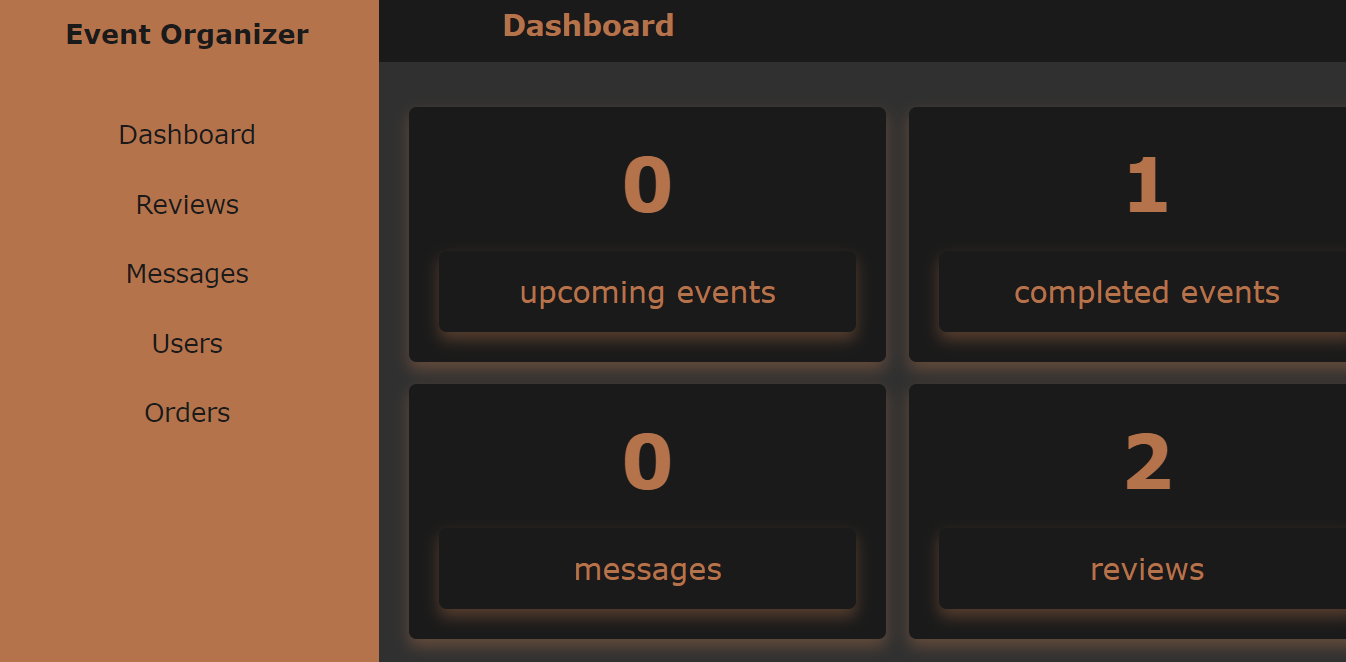 Event Organizer
Dashboard
Reviews
Messages
Users
Orders
Dashboard
0
upcoming events
1
completed events
0
messages
2
reviews